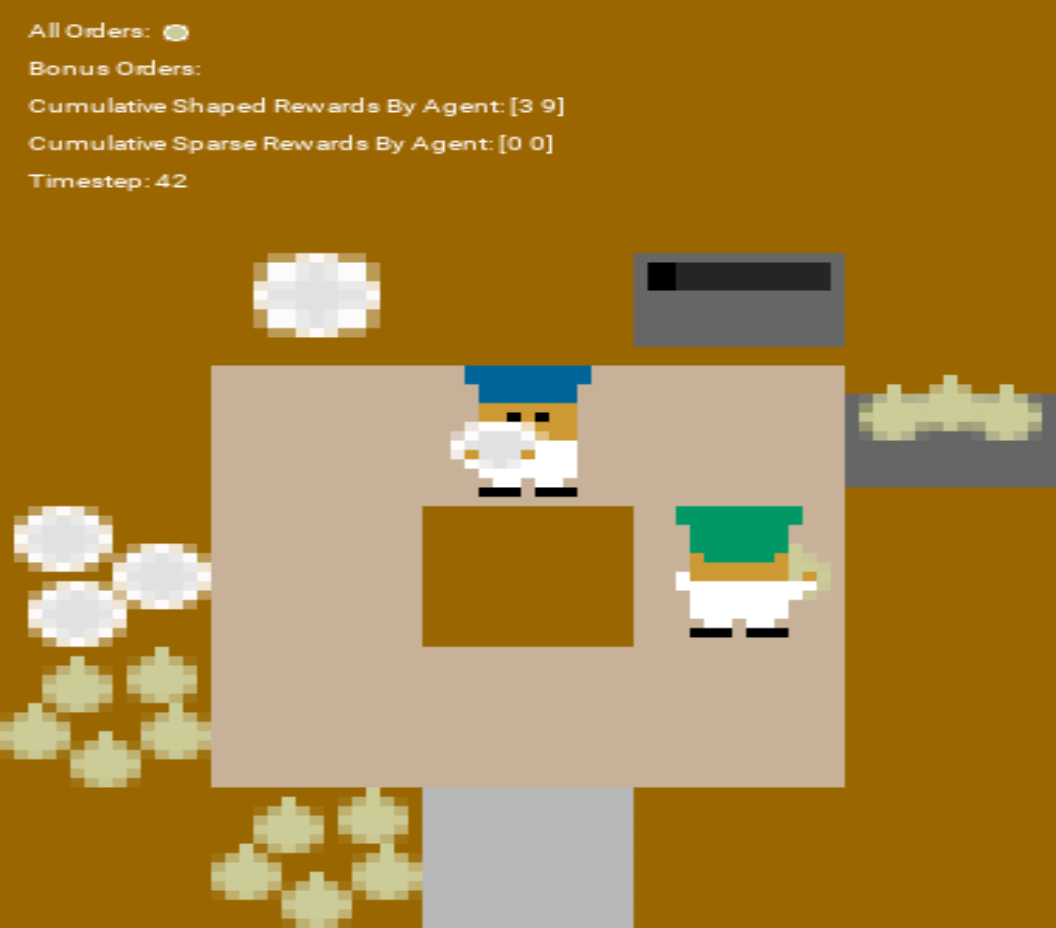 All Orders:
Bonus Orders:
Cumulative Shaped Rewards By Agent: [3 9]
Cumulative Sparse Rewards By Agent: [0 0]
Timestep: 42